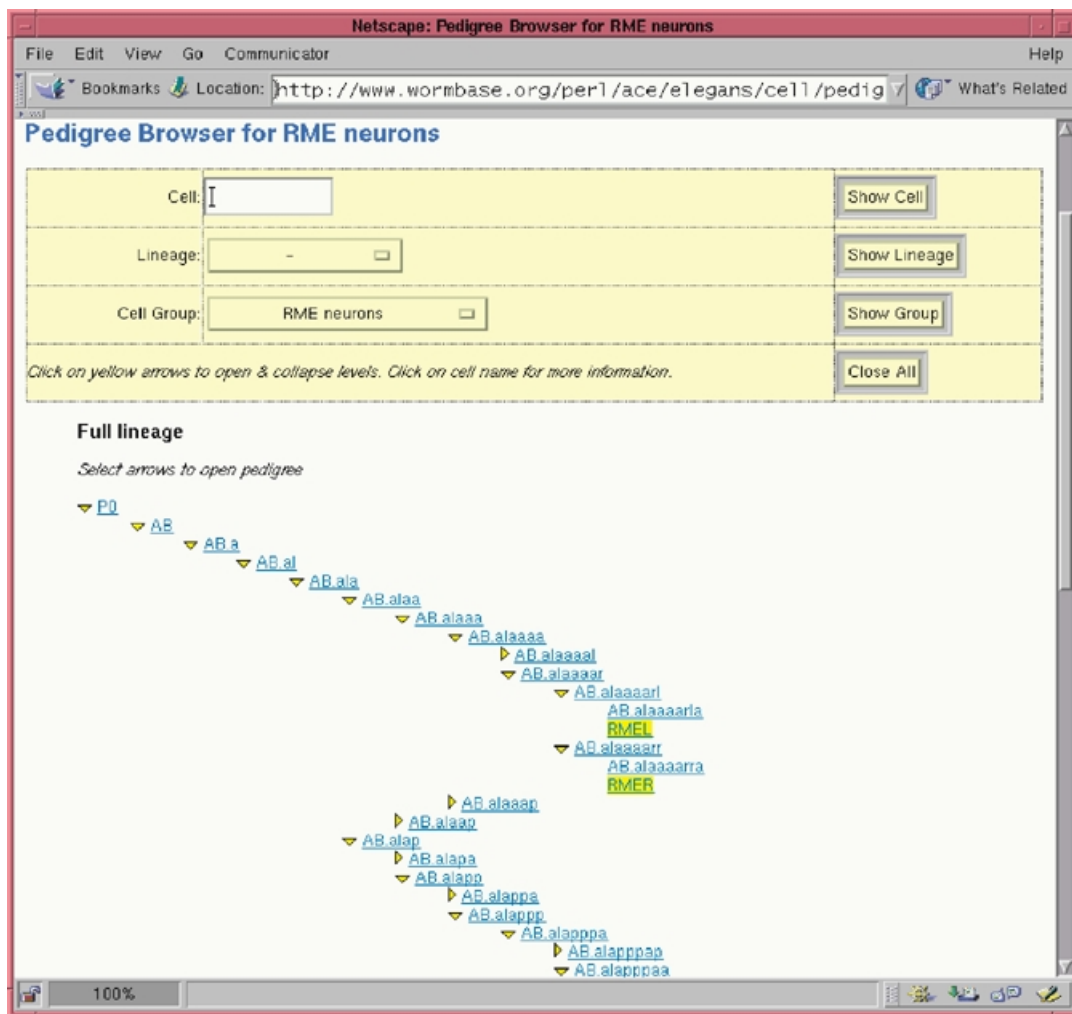 Netscape: Pedigree Browser for RME neurons
File Edit View Go Communicator Help
Bookmarks Location: http://www.wormbase.org/perl/ace/elegans/cell/pedig What's Related
Pedigree Browser for RME neurons
Cell: Show Cell
Lineage: - Show Lineage
Cell Group: RME neurons Show Group
Click on yellow arrows to open & collapse levels. Click on cell name for more information. Close All
Full lineage
Select arrows to open pedigree
P0
AB
AB.a
AB.al
AB.ala
AB.alaa
AB.alaaa
AB.alaaaa
AB.alaaaal
AB.alaaaar
AB.alaaaarl
AB.alaaaarla
RMEL
AB.alaaaarr
AB.alaaaarra
RMER
AB.alaaap
AB.alaap
AB.alap
AB.alapa
AB.alapp
AB.alappa
AB.alappp
AB.alapppa
AB.alapppap
AB.alapppaa
100%